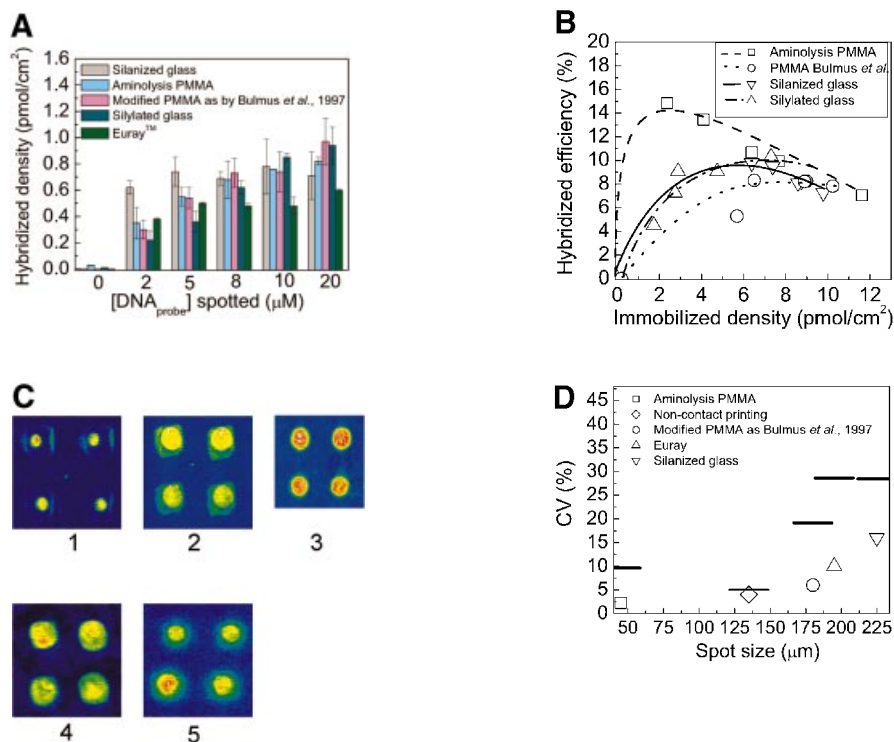 A
Hybridized density (pmol/cm²)
1.6
1.4
1.2
1.0
0.8
0.6
0.4
0.2
0.0
Silanized glass
Aminolysis PMMA
Modified PMMA as by Bulmus et al., 1997
Silylated glass
Euray™
0 2 5 8 10 20
[DNA probe] spotted (μM)
B
Hybridized efficiency (%)
20
18
16
14
12
10
8
6
4
2
0
Aminolysis PMMA
PMMA Bulmus et al.
Silanized glass
Silylated glass
0 2 4 6 8 10 12
Immobilized density (pmol/cm²)
C
1 2 3
4 5
D
CV (%)
45
40
35
30
25
20
15
10
5
0
Aminolysis PMMA
Non-contact printing
Modified PMMA as Bulmus et al., 1997
Euray
Silanized glass
50 75 100 125 150 175 200 225
Spot size (μm)